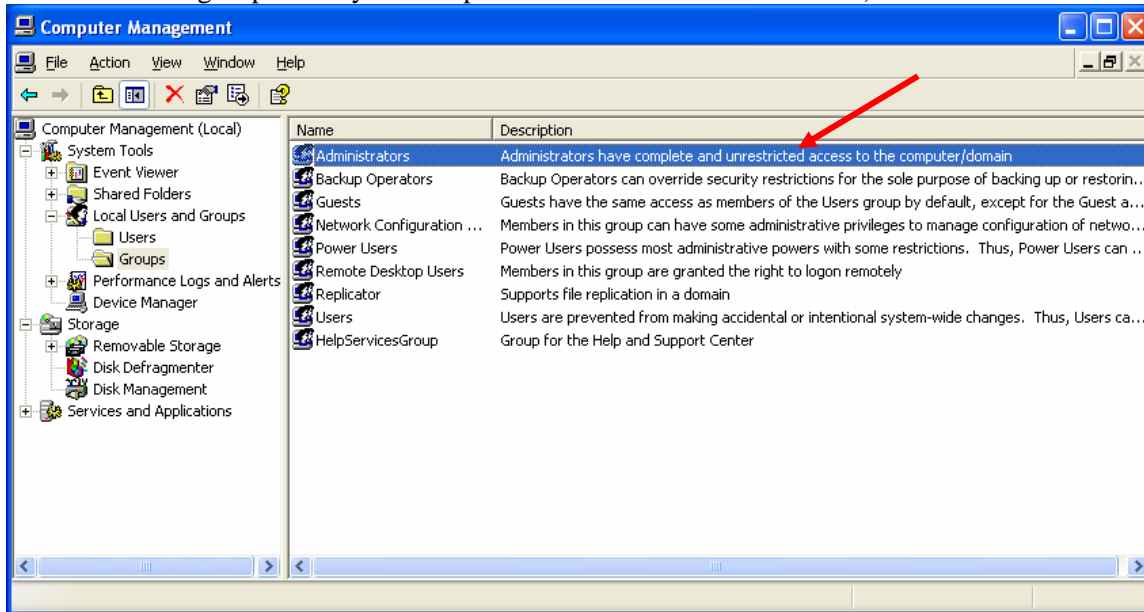 Computer Management
File Action View Window Help
Computer Management (Local)
System Tools
Event Viewer
Shared Folders
Local Users and Groups
Users
Groups
Performance Logs and Alerts
Device Manager
Storage
Removable Storage
Disk Defragmenter
Disk Management
Services and Applications
Name Description
Administrators Administrators have complete and unrestricted access to the computer/domain
Backup Operators Backup Operators can override security restrictions for the sole purpose of backing up or restorin...
Guests Guests have the same access as members of the Users group by default, except for the Guest a...
Network Configuration ... Members in this group can have some administrative privileges to manage configuration of netwo...
Power Users Power Users possess most administrative powers with some restrictions. Thus, Power Users can ...
Remote Desktop Users Members in this group are granted the right to logon remotely
Replicator Supports file replication in a domain
Users Users are prevented from making accidental or intentional system-wide changes. Thus, Users ca...
HelpServicesGroup Group for the Help and Support Center